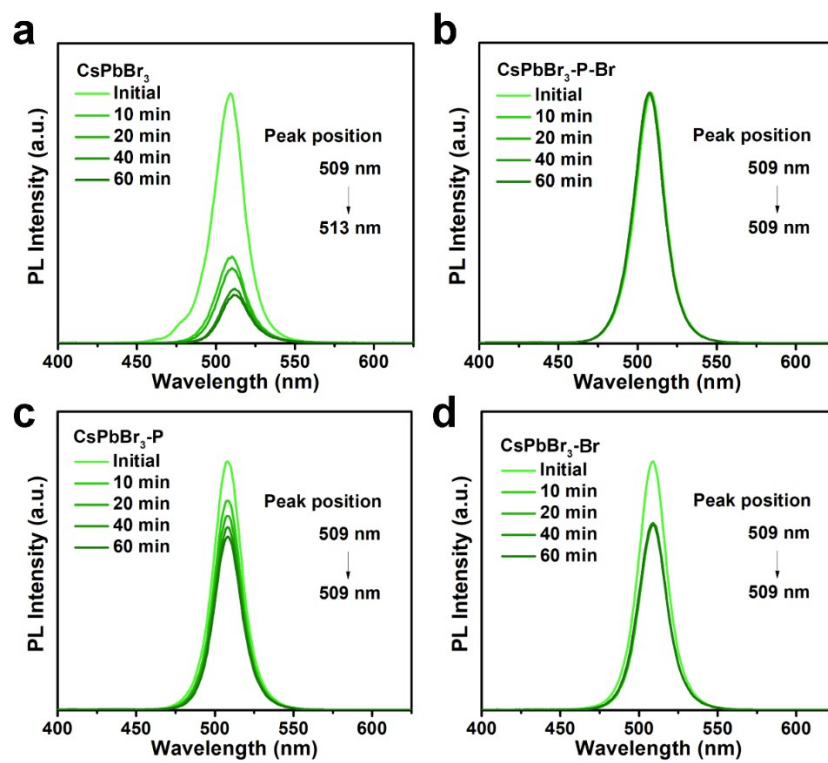 a
CsPbBr₃
Initial
10 min
20 min
40 min
60 min
Peak position
509 nm
513 nm
PL Intensity (a.u.)
400 450 500 550 600
Wavelength (nm)
b
CsPbBr₃-P-Br
Initial
10 min
20 min
40 min
60 min
Peak position
509 nm
509 nm
PL Intensity (a.u.)
400 450 500 550 600
Wavelength (nm)
c
CsPbBr₃-P
Initial
10 min
20 min
40 min
60 min
Peak position
509 nm
509 nm
PL Intensity (a.u.)
400 450 500 550 600
Wavelength (nm)
d
CsPbBr₃-Br
Initial
10 min
20 min
40 min
60 min
Peak position
509 nm
509 nm
PL Intensity (a.u.)
400 450 500 550 600
Wavelength (nm)